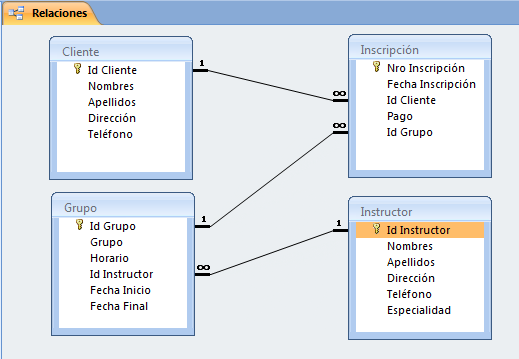 Relaciones
Cliente
Id Cliente
Nombres
Apellidos
Dirección
Teléfono
1
∞
Inscripción
Nro Inscripción
Fecha Inscripción
Id Cliente
Pago
Id Grupo
∞
Grupo
Id Grupo
Grupo
Horario
Id Instructor
Fecha Inicio
Fecha Final
1
∞
1
Instructor
Id Instructor
Nombres
Apellidos
Dirección
Teléfono
Especialidad